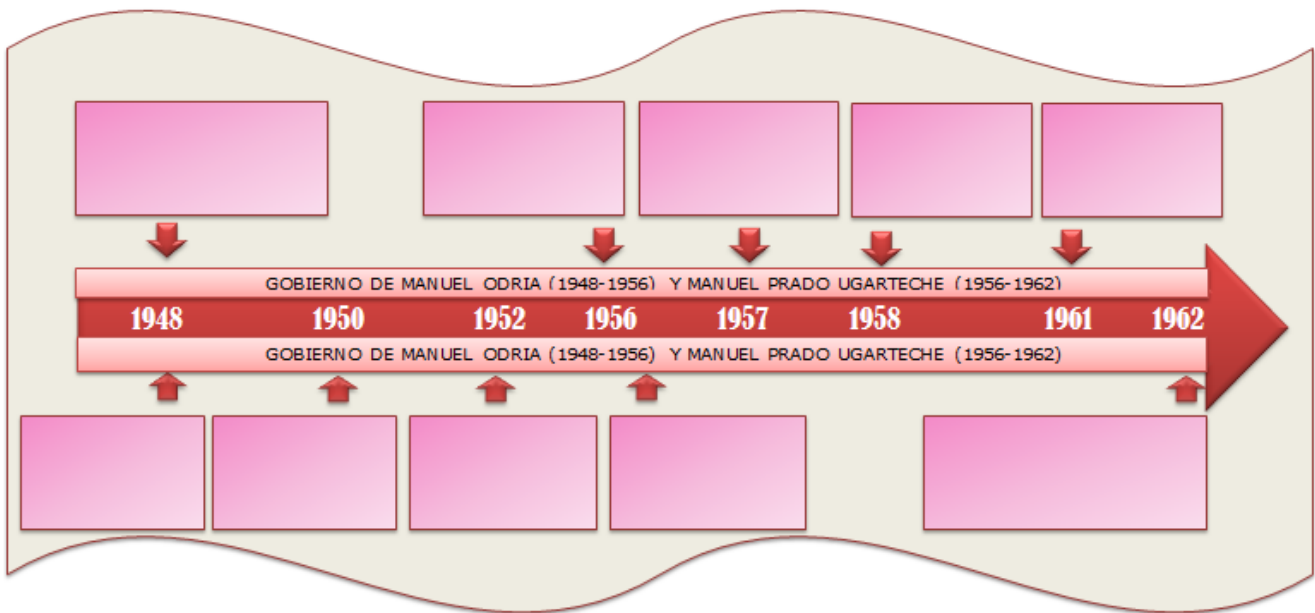 GOBIERNO DE MANUEL ODRIA (1948-1956) Y MANUEL PRADO UGARTECHE (1956-1962)
1948 1950 1952 1956 1957 1958 1961 1962
GOBIERNO DE MANUEL ODRIA (1948-1956) Y MANUEL PRADO UGARTECHE (1956-1962)